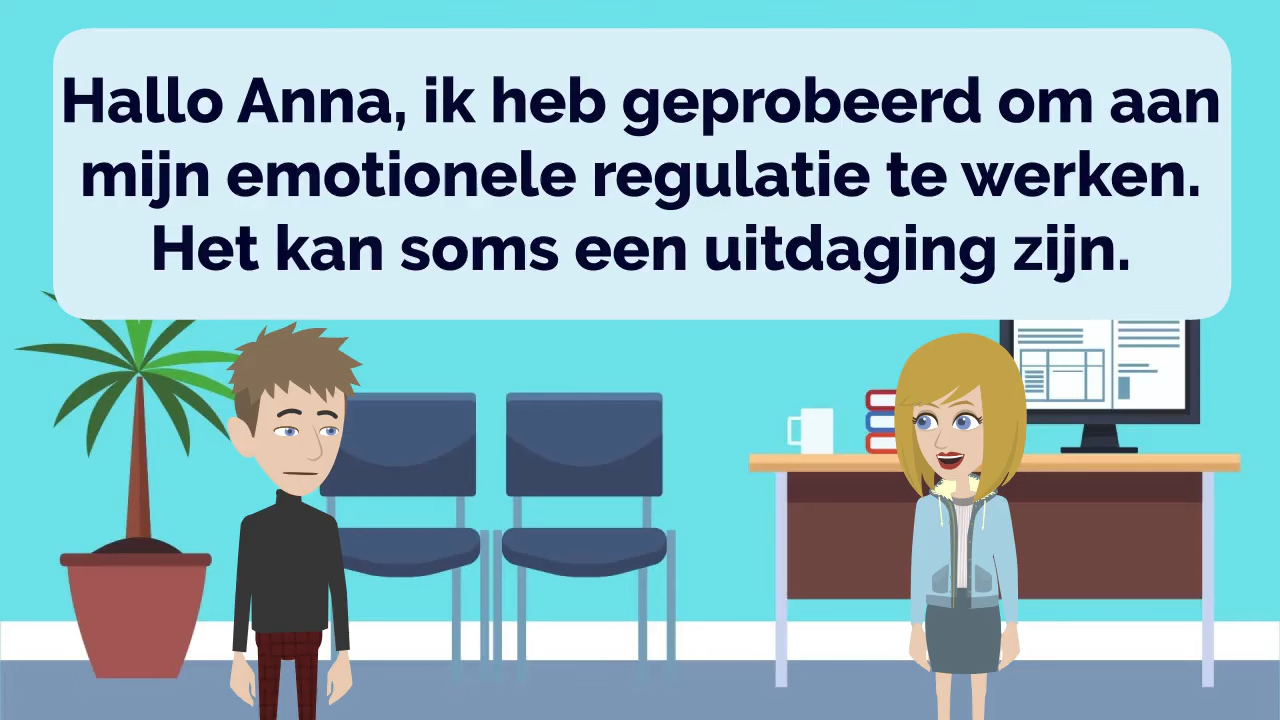 Hallo Anna, ik heb geprobeerd om aan
mijn emotionele regulatie te werken.
Het kan soms een uitdaging zijn.